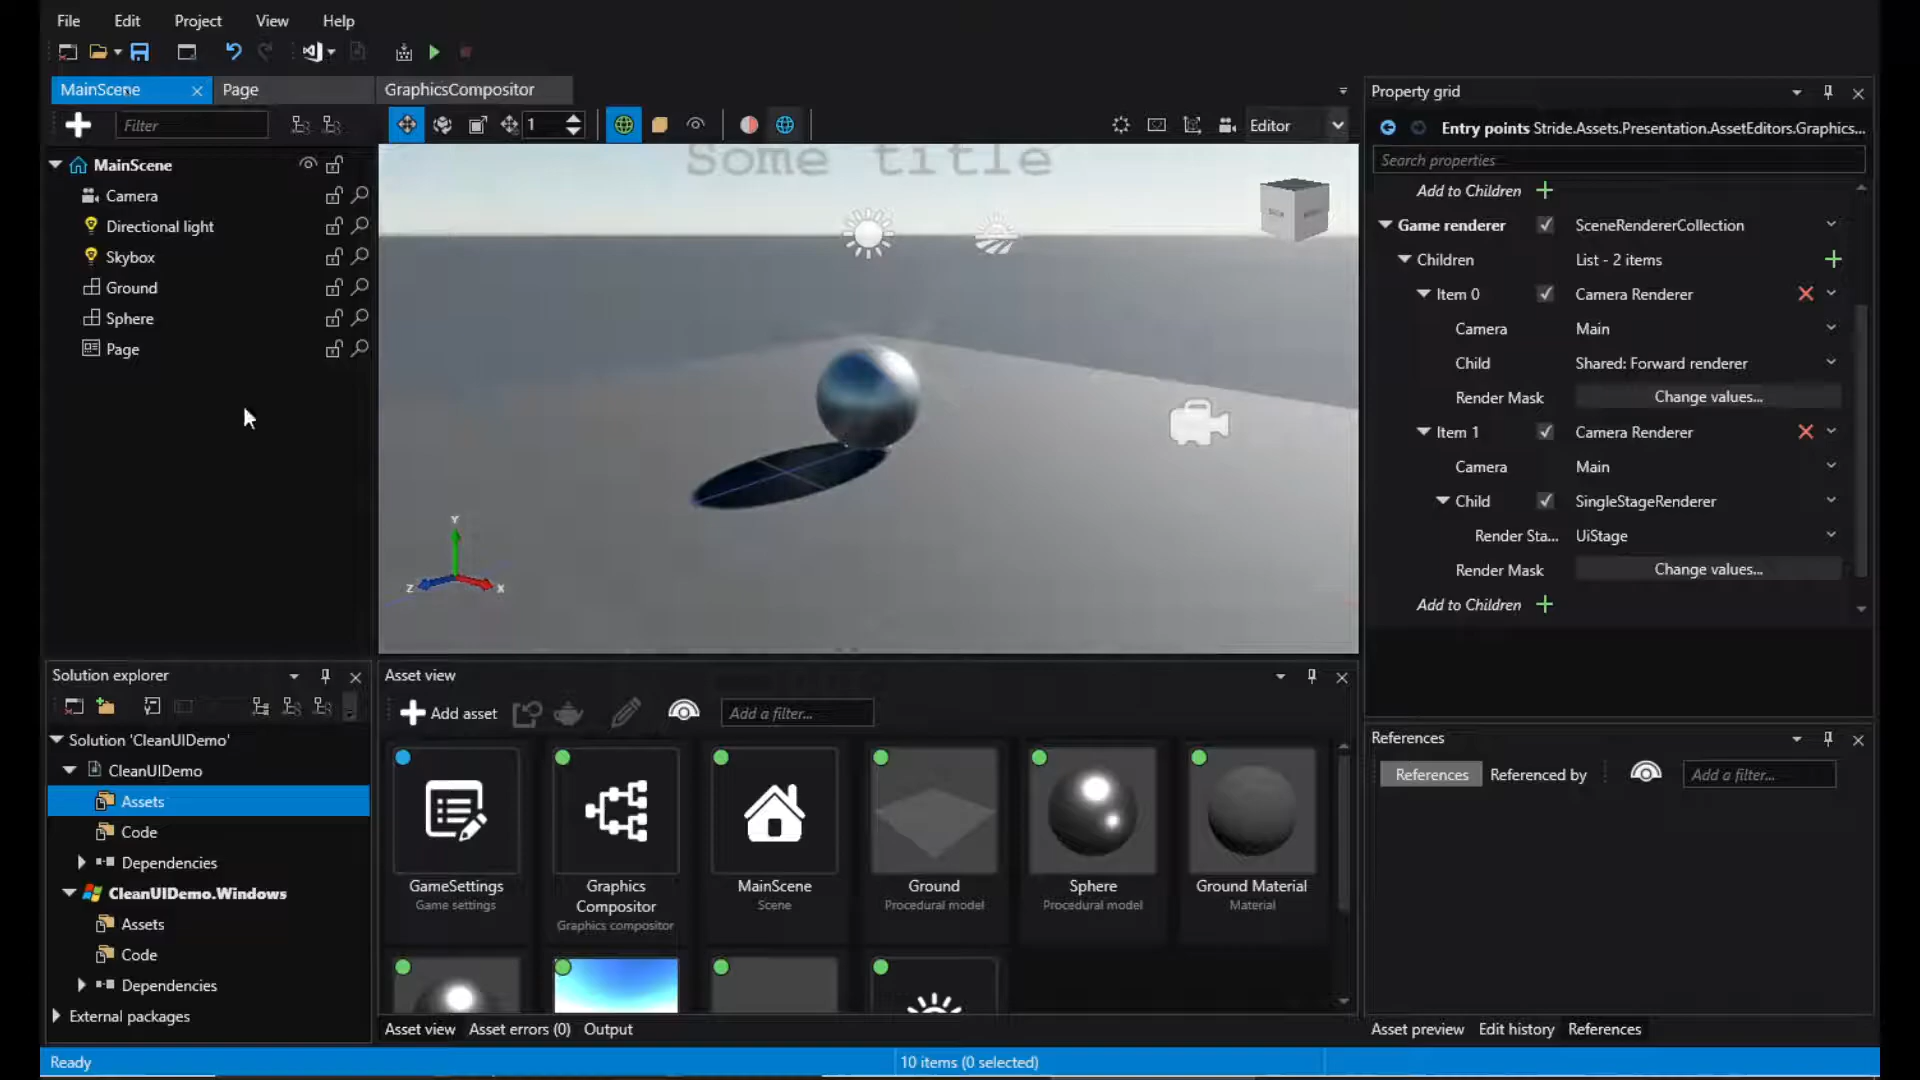 File Edit Project View Help
MainScene Page GraphicsCompositor
Filter
1
Editor
MainScene
Camera
Directional light
Skybox
Ground
Sphere
Page
Some title
Y
Z
X
Property grid
Entry points Stride.Assets.Presentation.AssetEditors.Graphics...
Search properties
Add to Children
Game renderer SceneRendererCollection
Children List - 2 items
Item 0 Camera Renderer
Camera Main
Child Shared: Forward renderer
Render Mask Change values...
Item 1 Camera Renderer
Camera Main
Child SingleStageRenderer
Render Sta... UiStage
Render Mask Change values...
Add to Children
Solution explorer
Solution 'CleanUIDemo'
CleanUIDemo
Assets
Code
Dependencies
CleanUIDemo.Windows
Assets
Code
Dependencies
External packages
Asset view
Add asset Add a filter...
GameSettings
Game settings
Graphics
Compositor
Graphics compositor
MainScene
Scene
Ground
Procedural model
Sphere
Procedural model
Ground Material
Material
Asset view Asset errors (0) Output
References
References Referenced by Add a filter...
Asset preview Edit history References
Ready 10 items (0 selected)